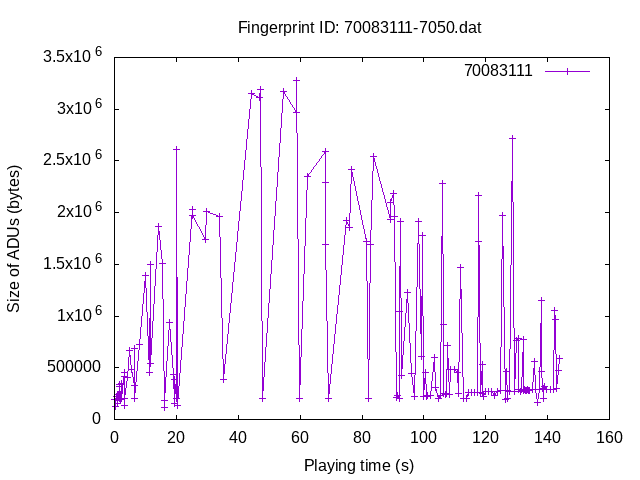 Fingerprint ID: 70083111-7050.dat
70083111
3.5x10^6
3x10^6
2.5x10^6
2x10^6
1.5x10^6
1x10^6
500000
0
Size of ADUs (bytes)
0 20 40 60 80 100 120 140 160
Playing time (s)